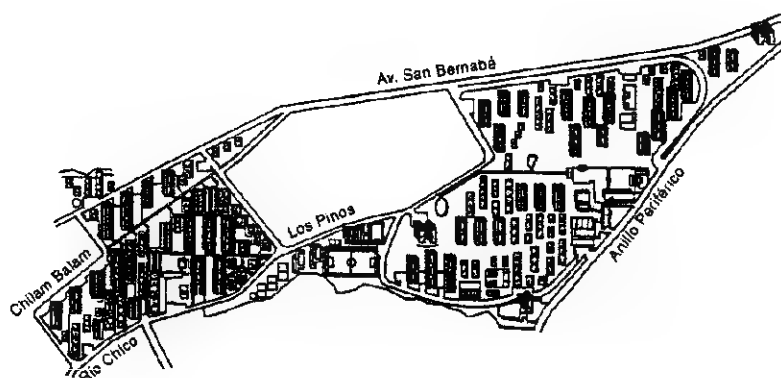 Av. San Bernabé
Los Pinos
Anillo Periférico
Chilam Balam
Río Chico